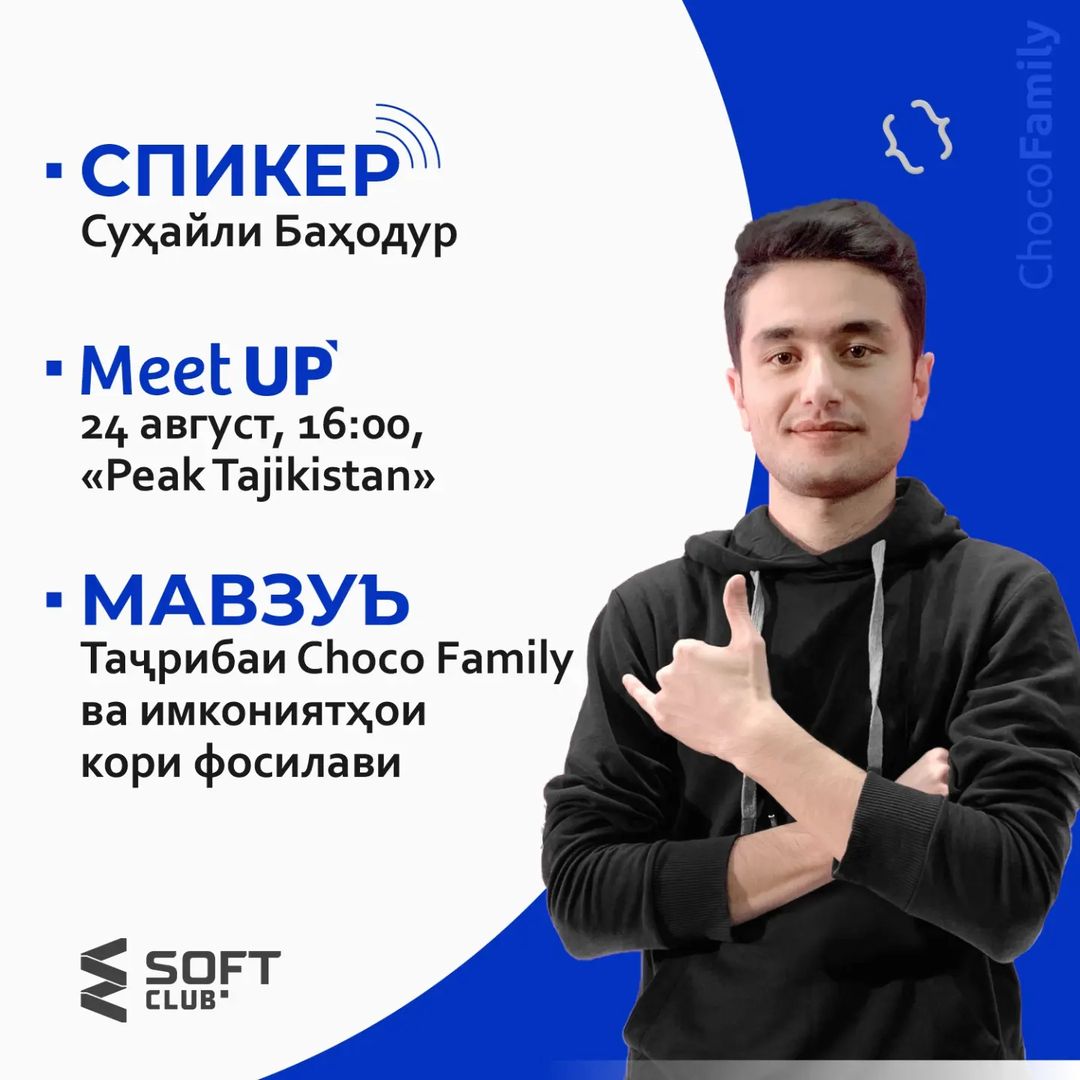 СПИКЕР
Суҳайли Баҳодур
Meet UP
24 август, 16:00,
«Peak Tajikistan»
МАВЗУЪ
Таҷрибаи Choco Family
ва имкониятҳои
кори фосилави
SOFT
CLUB
ChocoFamily
{ }